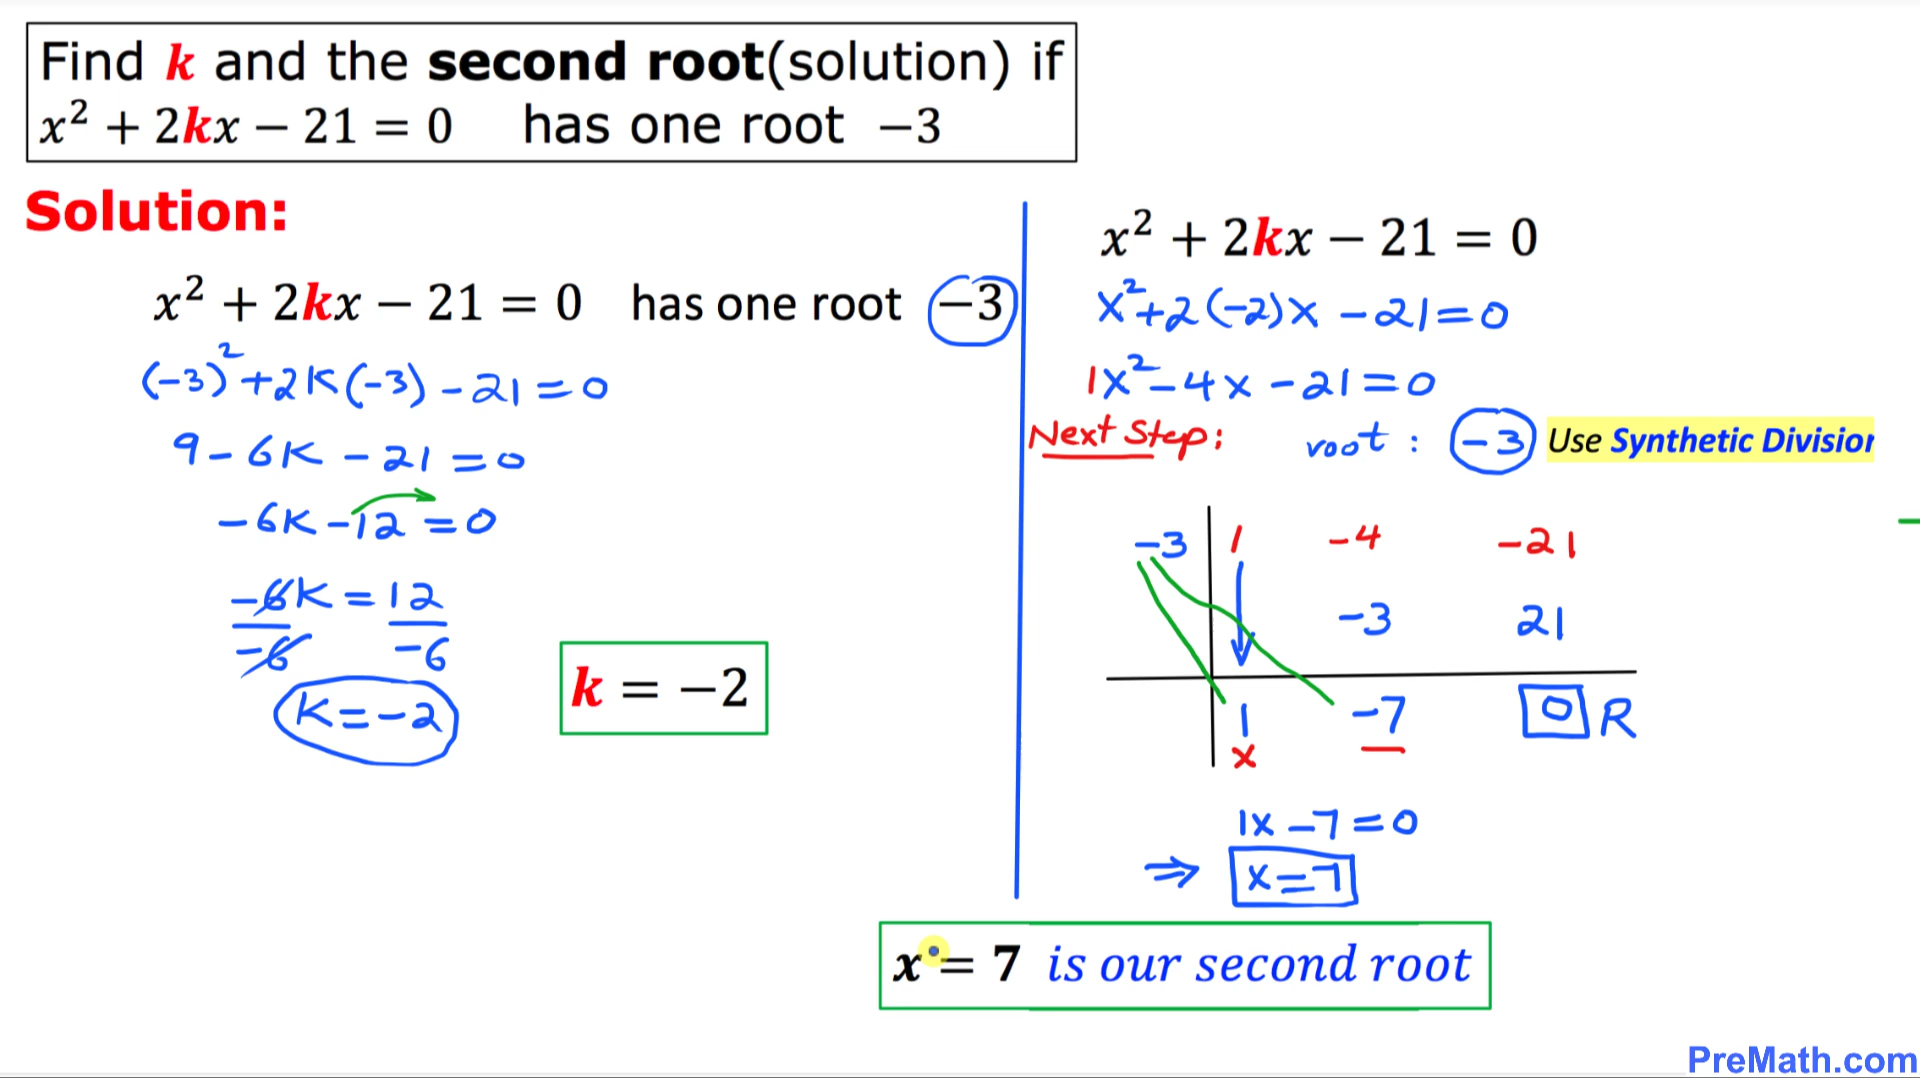 Find k and the second root(solution) if
x² + 2kx − 21 = 0 has one root −3
Solution:
x² + 2kx − 21 = 0 has one root −3
(-3)² + 2K(-3) - 21 = 0
9 - 6K - 21 = 0
-6K - 12 = 0
-6K = 12
-6 -6
K = -2
k = −2
x² + 2kx − 21 = 0
x² + 2(-2)x - 21 = 0
1x² - 4x - 21 = 0
Next Step: root : -3 Use Synthetic Division
-3 1 -4 -21
-3 21
1 -7 0 R
x
1x - 7 = 0
⇒ x = 7
x = 7 is our second root
PreMath.com